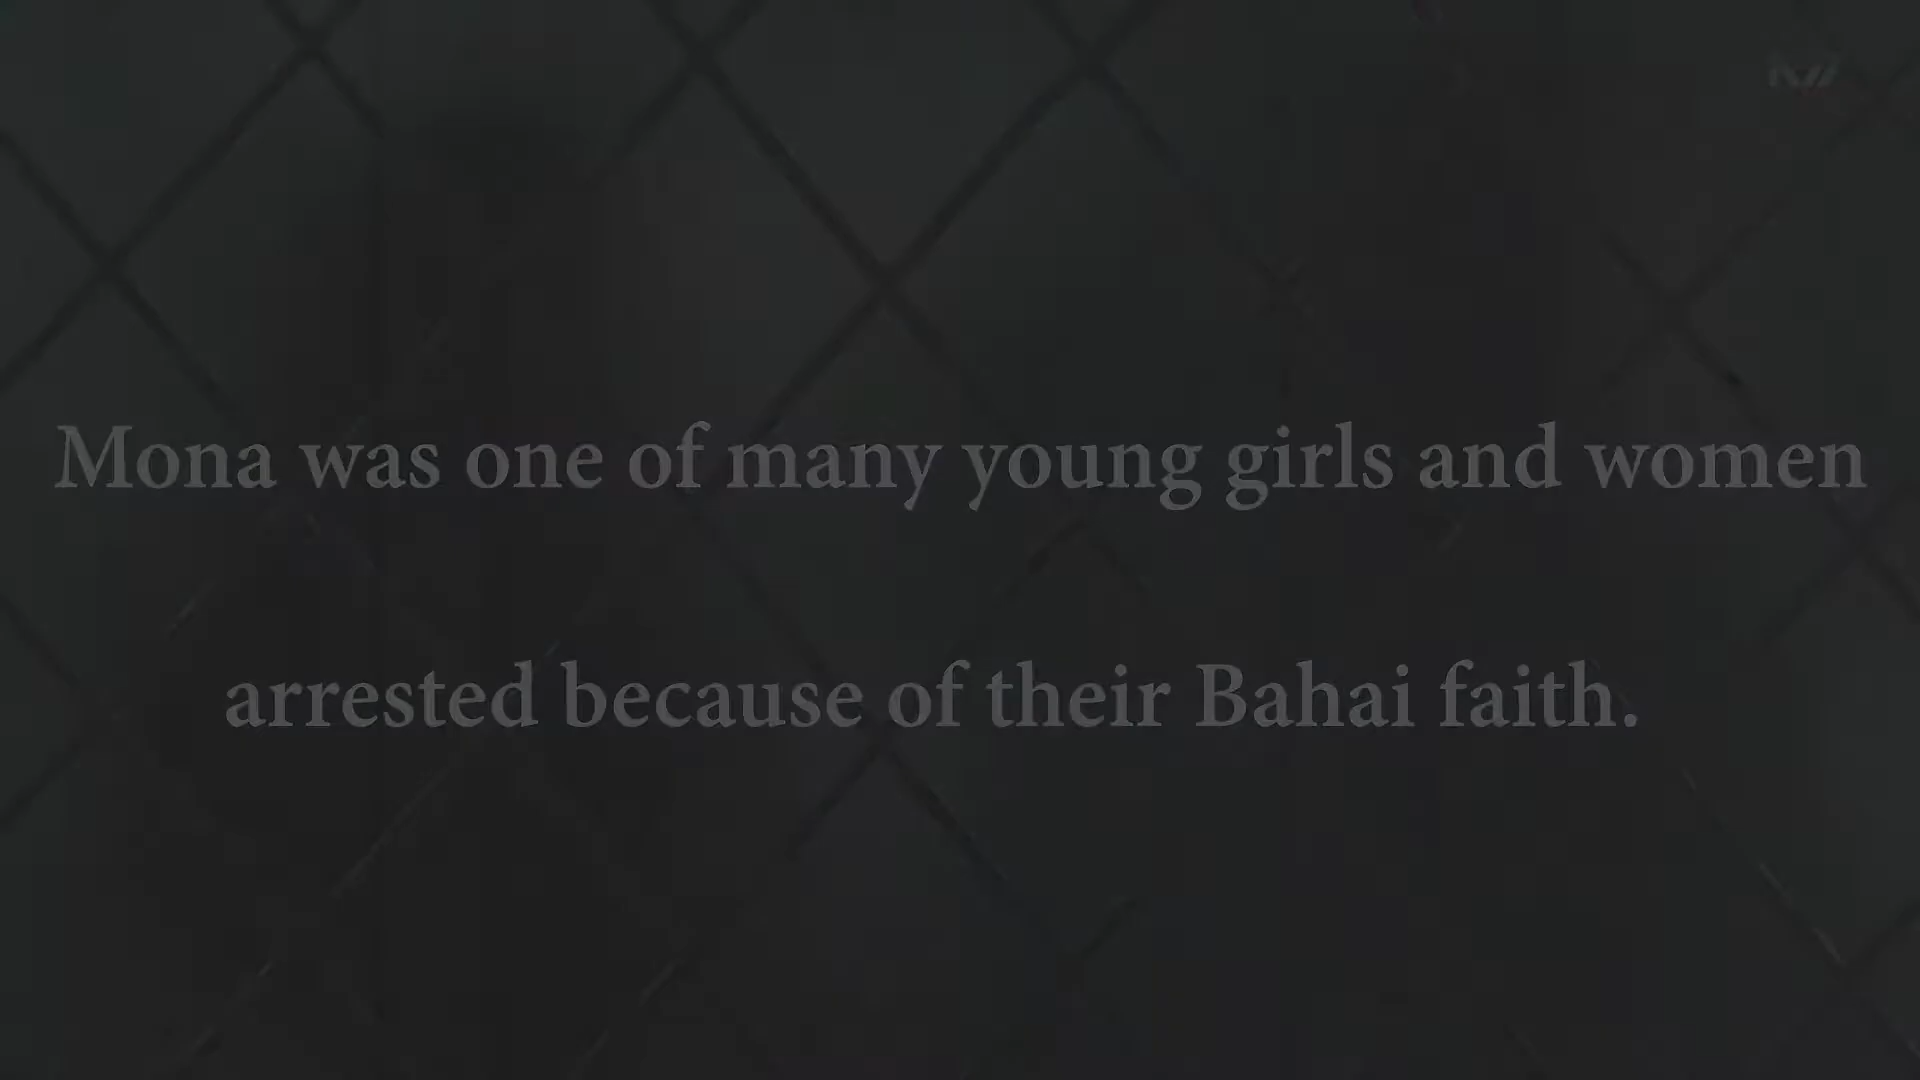 Mona was one of many young girls and women
arrested because of their Bahai faith.